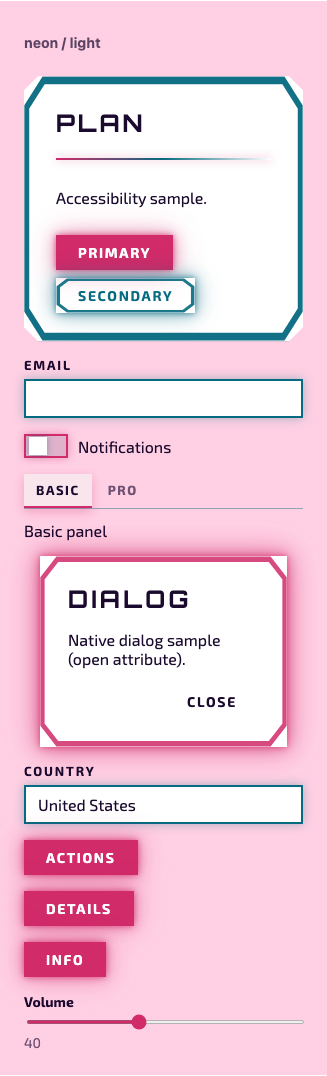 neon / light
PLAN
Accessibility sample.
PRIMARY
SECONDARY
EMAIL
Notifications
BASIC PRO
Basic panel
DIALOG
Native dialog sample
(open attribute).
CLOSE
COUNTRY
United States
ACTIONS
DETAILS
INFO
Volume
40